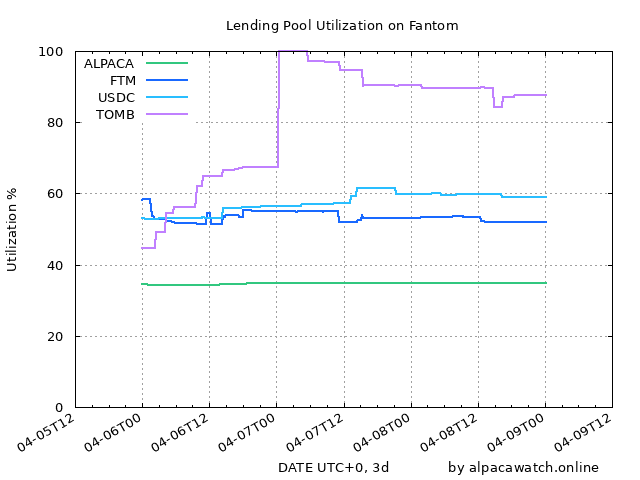 Lending Pool Utilization on Fantom
Utilization %
100
80
60
40
20
0
ALPACA
FTM
USDC
TOMB
04-05T12
04-06T00
04-06T12
04-07T00
04-07T12
04-08T00
04-08T12
04-09T00
04-09T12
DATE UTC+0, 3d
by alpacawatch.online